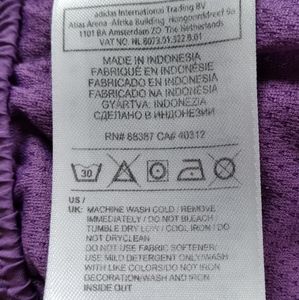 adidas International Trading BV
Atlas Arena -Afrika Building
1101 BA Amsterdam ZO The Netherlands
VAT NO. NL 8073.01.322.B.01
MADE IN INDONESIA
FABRIQUÉ EN INDONÉSIE
FABRICADO EN INDONESIA
FABRICADO NA INDONÉSIA
GYÁRTVA: INDONÉZIA
СДЕЛАНО В ИНДОНЕЗИИ
RN# 88387 CA# 40312
30
US /
UK: MACHINE WASH COLD / REMOVE
IMMEDIATELY / DO NOT BLEACH /
TUMBLE DRY LOW / COOL IRON / DO
NOT DRYCLEAN
DO NOT USE FABRIC SOFTENER/
USE MILD DETERGENT ONLY/WASH
WITH LIKE COLORS/DO NOT IRON
DECORATION/WASH AND IRON
INSIDE OUT